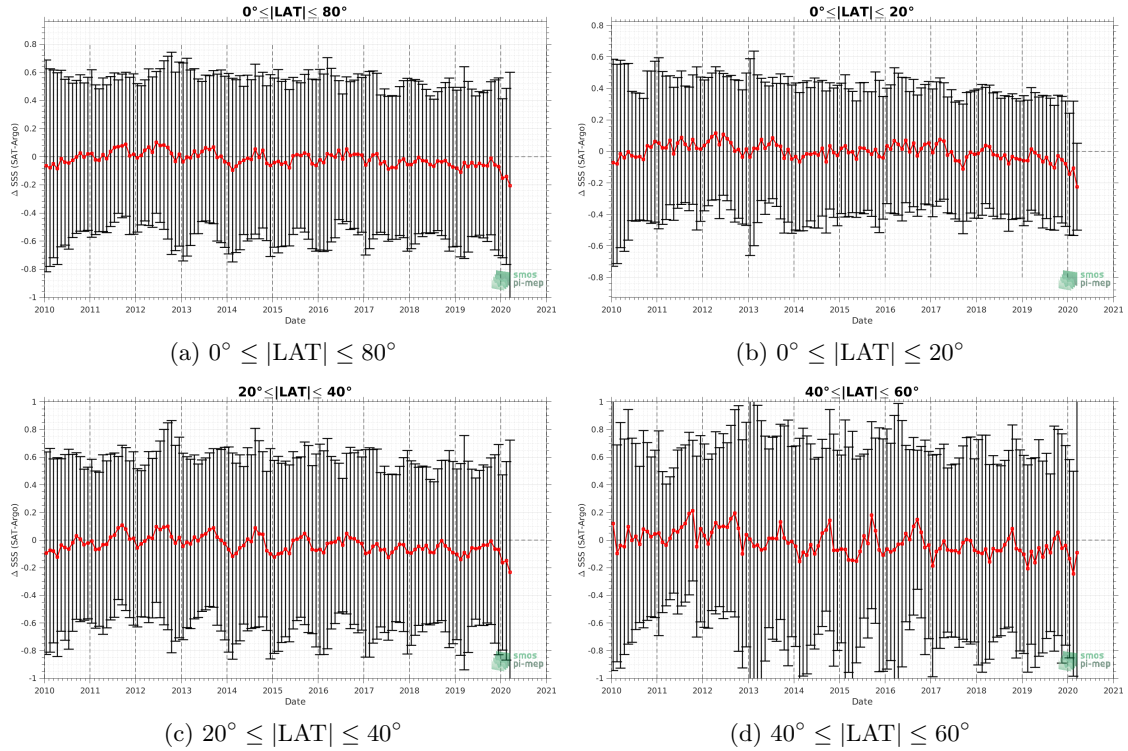 0°≤|LAT|≤ 80°
Δ SSS (SAT-Argo)
0.8
0.6
0.4
0.2
0
-0.2
-0.4
-0.6
-0.8
-1
2010 2011 2012 2013 2014 2015 2016 2017 2018 2019 2020 2021
Date
smos
pi-mep
(a) 0° ≤ |LAT| ≤ 80°
0°≤|LAT|≤ 20°
Δ SSS (SAT-Argo)
0.8
0.6
0.4
0.2
0
-0.2
-0.4
-0.6
-0.8
2010 2011 2012 2013 2014 2015 2016 2017 2018 2019 2020 2021
Date
smos
pi-mep
(b) 0° ≤ |LAT| ≤ 20°
20°≤|LAT|≤ 40°
Δ SSS (SAT-Argo)
1
0.8
0.6
0.4
0.2
0
-0.2
-0.4
-0.6
-0.8
-1
2010 2011 2012 2013 2014 2015 2016 2017 2018 2019 2020 2021
Date
smos
pi-mep
(c) 20° ≤ |LAT| ≤ 40°
40°≤|LAT|≤ 60°
Δ SSS (SAT-Argo)
1
0.8
0.6
0.4
0.2
0
-0.2
-0.4
-0.6
-0.8
-1
2010 2011 2012 2013 2014 2015 2016 2017 2018 2019 2020 2021
Date
smos
pi-mep
(d) 40° ≤ |LAT| ≤ 60°